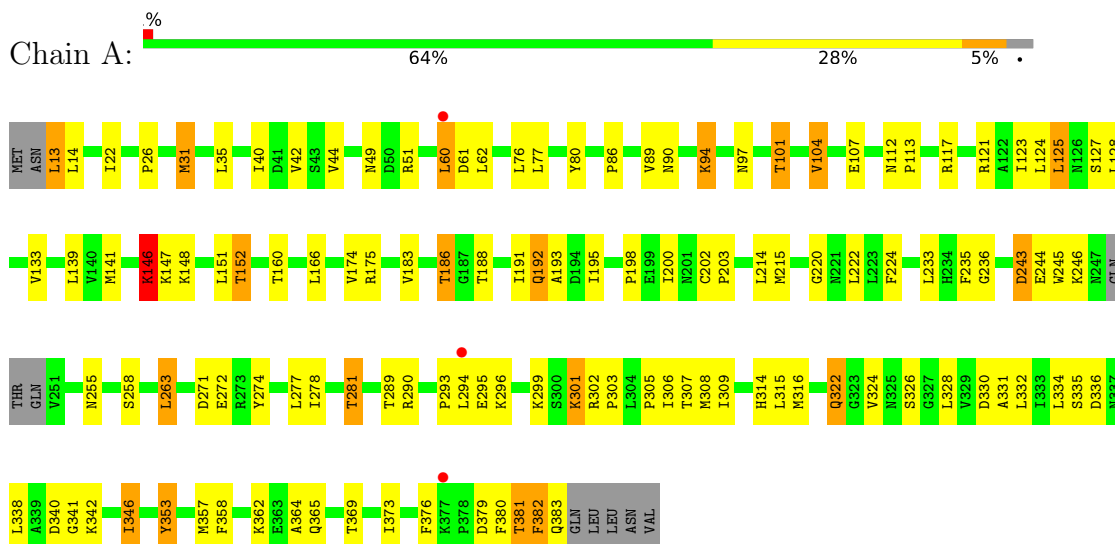 %
Chain A:
64% 28% 5% •
MET ASN L13 L14 I22 P26 M31 L35 I40 D41 V42 S43 V44 N49 D50 R51 L60 D61 L62 L76 L77 Y80 P86 V89 N90 K94 N97 T101 V104 E107 N112 P113 R117 R121 A122 I123 L124 L125 N126 S127 L128
V133 L139 V140 M141 K146 K147 K148 L151 T152 T160 L166 V174 R175 V183 T186 G187 T188 I191 Q192 A193 D194 I195 P198 E199 I200 N201 C202 P203 L214 M215 G220 N221 L222 L223 F224 L233 H234 F235 G236 D243 E244 W245 K246 N247 GLN
THR GLN V251 N255 S258 L263 D271 E272 R273 Y274 L277 I278 T281 T289 R290 P293 L294 E295 K296 K299 S300 K301 R302 P303 L304 P305 I306 T307 M308 I309 H314 L315 M316 Q322 G323 V324 N325 S326 G327 L328 V329 D330 A331 L332 I333 L334 S335 D336 N337
L338 A339 D340 G341 K342 I346 Y353 M357 F358 K362 E363 A364 Q365 T369 I373 F376 K377 P378 D379 F380 T381 F382 Q383 GLN LEU LEU ASN VAL